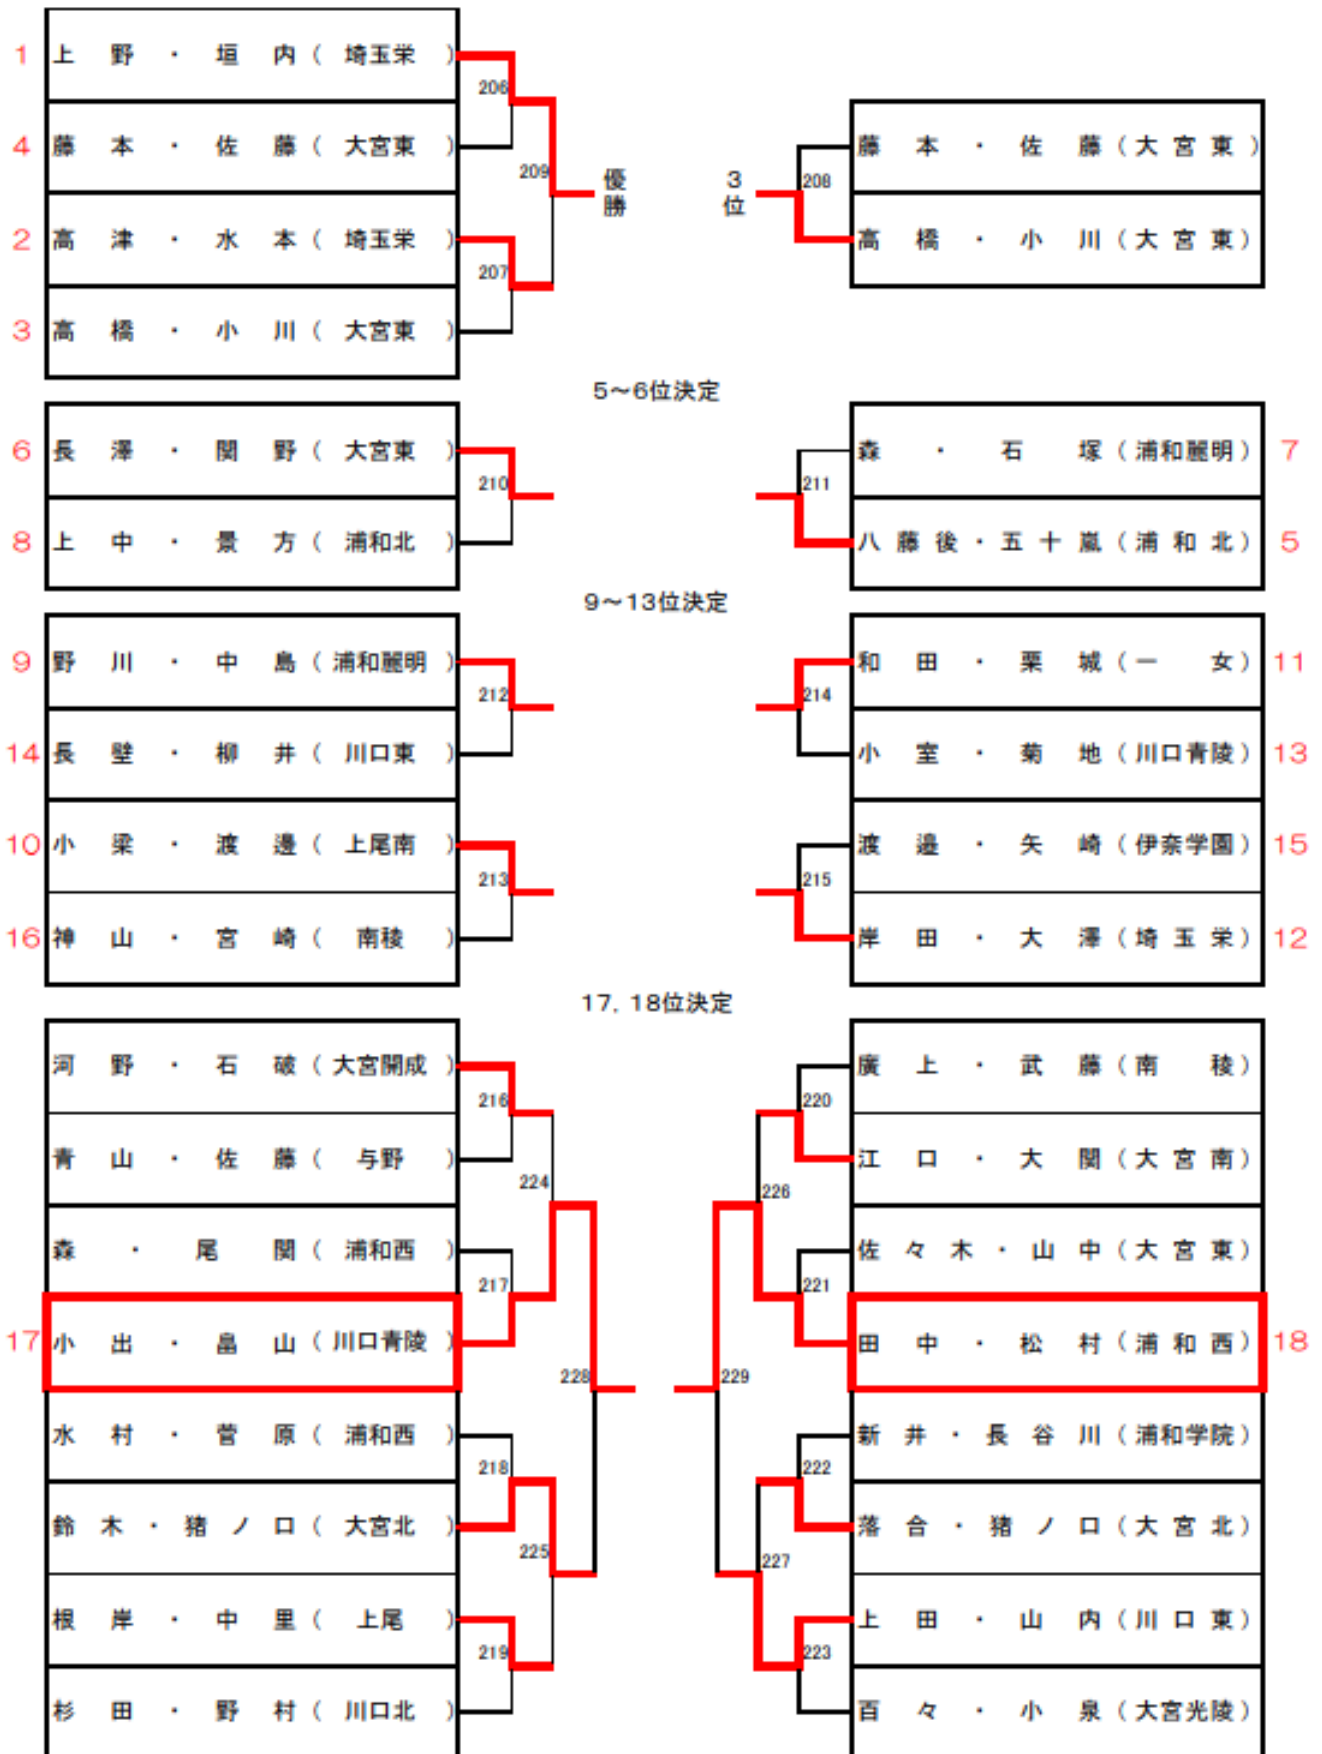 1 上野・垣内(埼玉栄)
206
4 藤本・佐藤(大宮東)
209
優勝
2 高津・水本(埼玉栄)
207
3 高橋・小川(大宮東)
3位
藤本・佐藤(大宮東)
208
高橋・小川(大宮東)
5～6位決定
6 長澤・関野(大宮東)
210
8 上中・景方(浦和北)
森・石塚(浦和麗明) 7
211
八藤後・五十嵐(浦和北) 5
9～13位決定
9 野川・中島(浦和麗明)
212
14 長壁・柳井(川口東)
10 小梁・渡邊(上尾南)
213
16 神山・宮崎(南稜)
和田・栗城(一女) 11
214
小室・菊地(川口青陵) 13
渡邉・矢崎(伊奈学園) 15
215
岸田・大澤(埼玉栄) 12
17, 18位決定
河野・石破(大宮開成)
216
青山・佐藤(与野)
224
森・尾関(浦和西)
217
17 小出・畠山(川口青陵)
228
水村・菅原(浦和西)
218
鈴木・猪ノ口(大宮北)
225
根岸・中里(上尾)
219
杉田・野村(川口北)
廣上・武藤(南稜)
220
江口・大関(大宮南)
226
佐々木・山中(大宮東)
221
田中・松村(浦和西) 18
229
新井・長谷川(浦和学院)
222
落合・猪ノ口(大宮北)
227
上田・山内(川口東)
223
百々・小泉(大宮光陵)